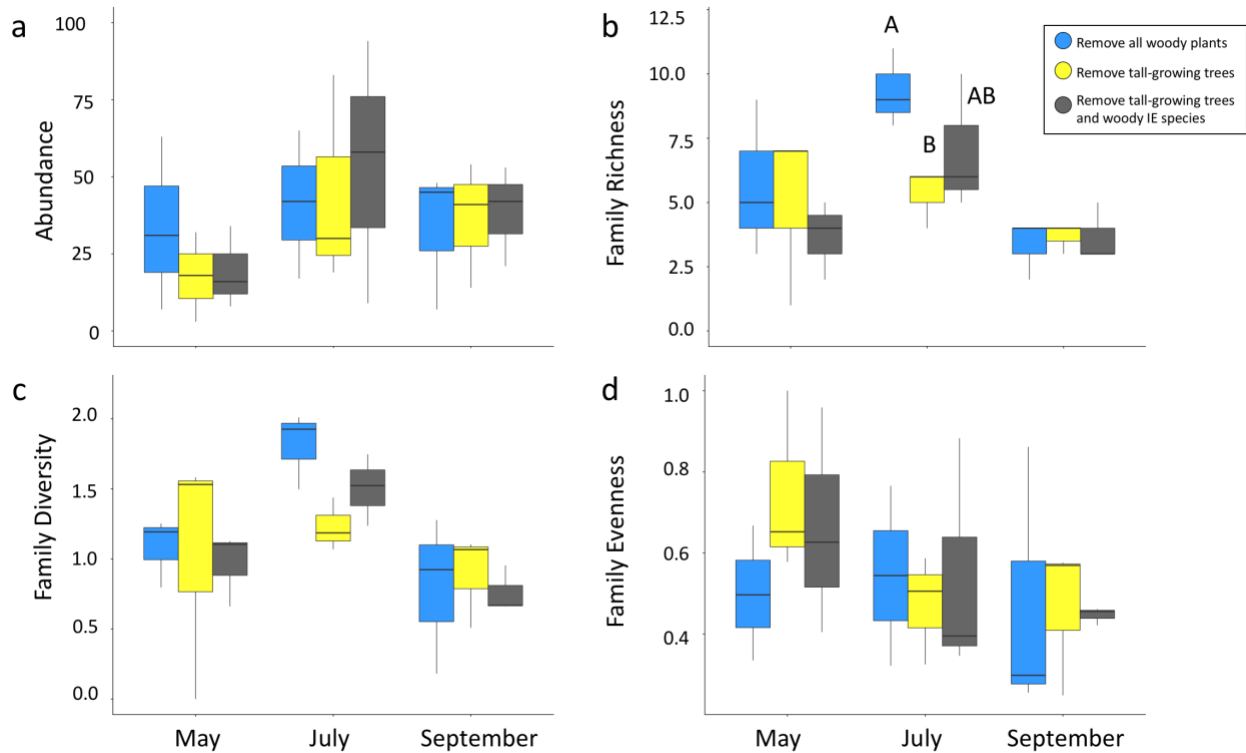 a
Abundance
100
75
50
25
0
b
Family Richness
12.5
10.0
7.5
5.0
2.5
0.0
A
B
AB
Remove all woody plants
Remove tall-growing trees
Remove tall-growing trees
and woody IE species
c
Family Diversity
2.0
1.5
1.0
0.5
0.0
May July September
d
Family Evenness
1.0
0.8
0.6
0.4
May July September